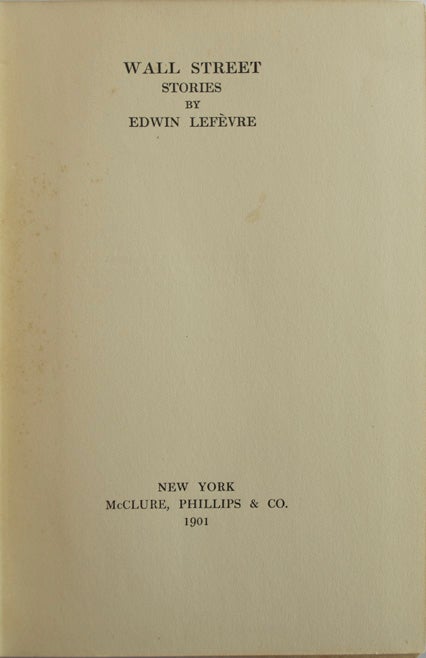 WALL STREET
STORIES
BY
EDWIN LEFÈVRE
NEW YORK
McCLURE, PHILLIPS & CO.
1901